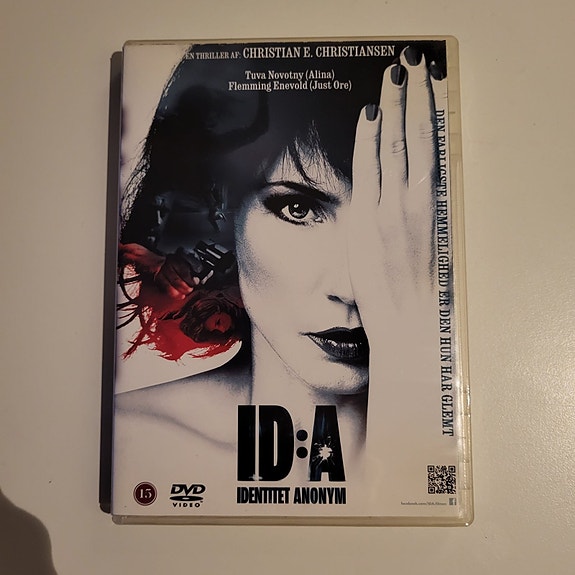 EN THRILLER AF: CHRISTIAN E. CHRISTIANSEN
Tuva Novotny (Alina)
Flemming Enevold (Just Ore)
DEN FARLIGSTE HEMMELIGHED ER DEN HUN HAR GLEMT
ID:A
IDENTITET ANONYM
15
DVD
VIDEO